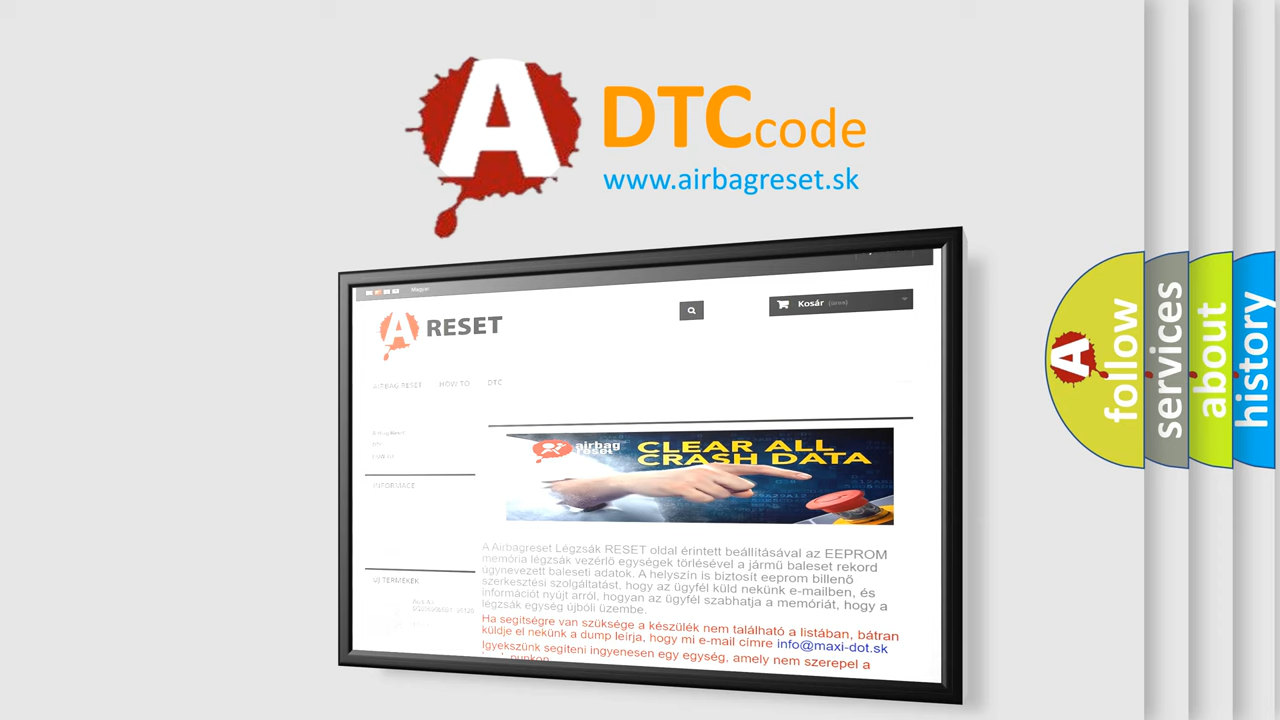 A
DTCcode
www.airbagreset.sk
Magyar
A RESET
Kosár (üres)
AIRBAG RESET HOW TO DTC
airbag
reset
CLEAR ALL
CRASH DATA
INFORMACE
A Airbagreset Légzsák RESET oldal érintett beállításával az EEPROM
memória légzsák vezérlő egységek törlésével a jármű baleset rekord
úgynevezett baleseti adatok. A helyszín is biztosít eeprom billenő
szerkesztési szolgáltatást, hogy az ügyfél küld nekünk e-mailben, és
információt nyújt arról, hogyan az ügyfél szabhatja a memóriát, hogy a
légzsák egység újbóli üzembe.
Ha segítségre van szüksége a készülék nem található a listában, bátran
küldje el nekünk a dump leírja, hogy mi e-mail címre info@maxi-dot.sk
Igyekszünk segíteni ingyenesen egy egység, amely nem szerepel a
ÚJ TERMÉKEK
A
follow
services
about
history